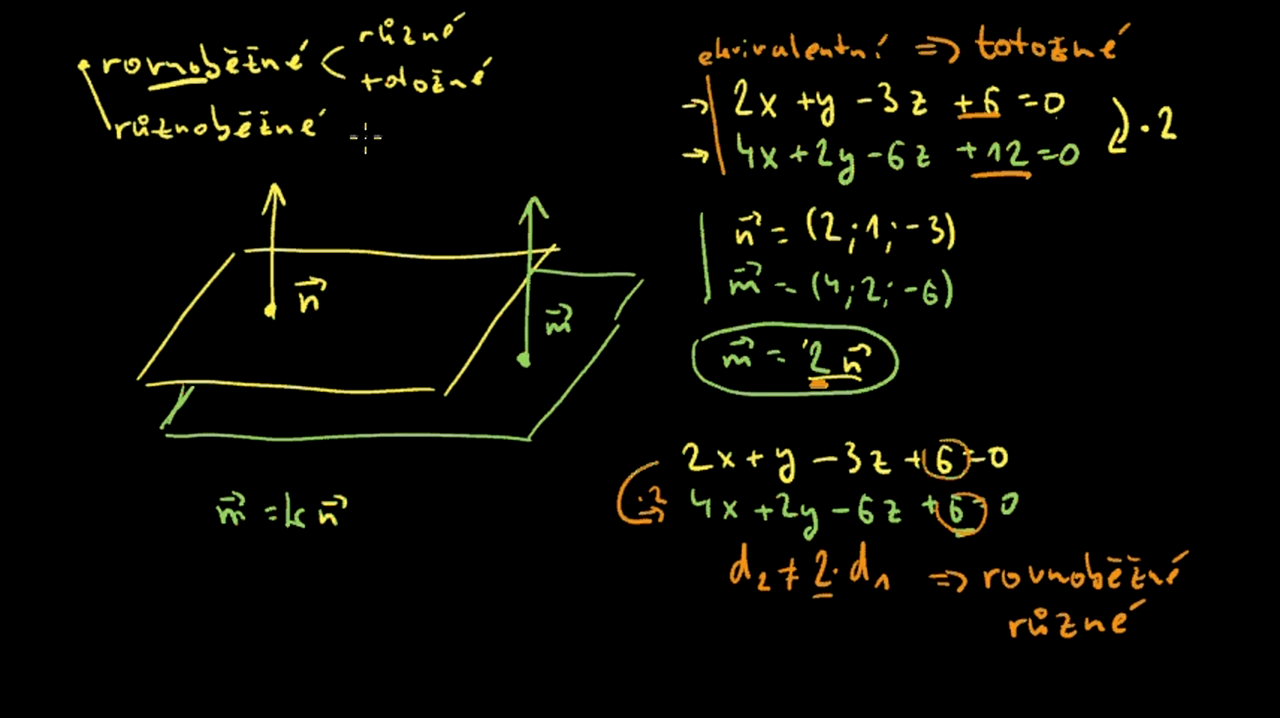 rovnoběžné
různé
totožné
různoběžné
n⃗
m⃗
m⃗ = k n⃗
ekvivalentní => totožné
2x + y - 3z + 6 = 0
4x + 2y - 6z + 12 = 0
· 2
n⃗ = (2; 1; -3)
m⃗ = (4; 2; -6)
m⃗ = 2 n⃗
2x + y - 3z + 6 = 0
· 2
4x + 2y - 6z + 6 = 0
d₂ ≠ 2 · d₁ => rovnoběžné
různé